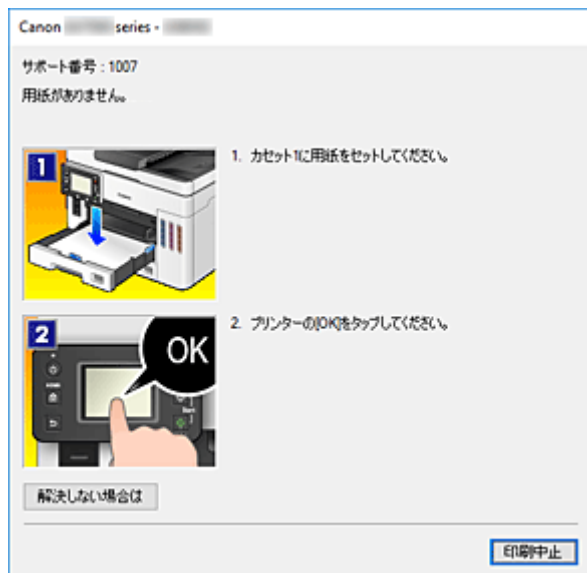 Canon series -
サポート番号 : 1007
用紙がありません。
1
1. カセット1に用紙をセットしてください。
2
OK
2. プリンターの[OK]をタップしてください。
解決しない場合は
印刷中止